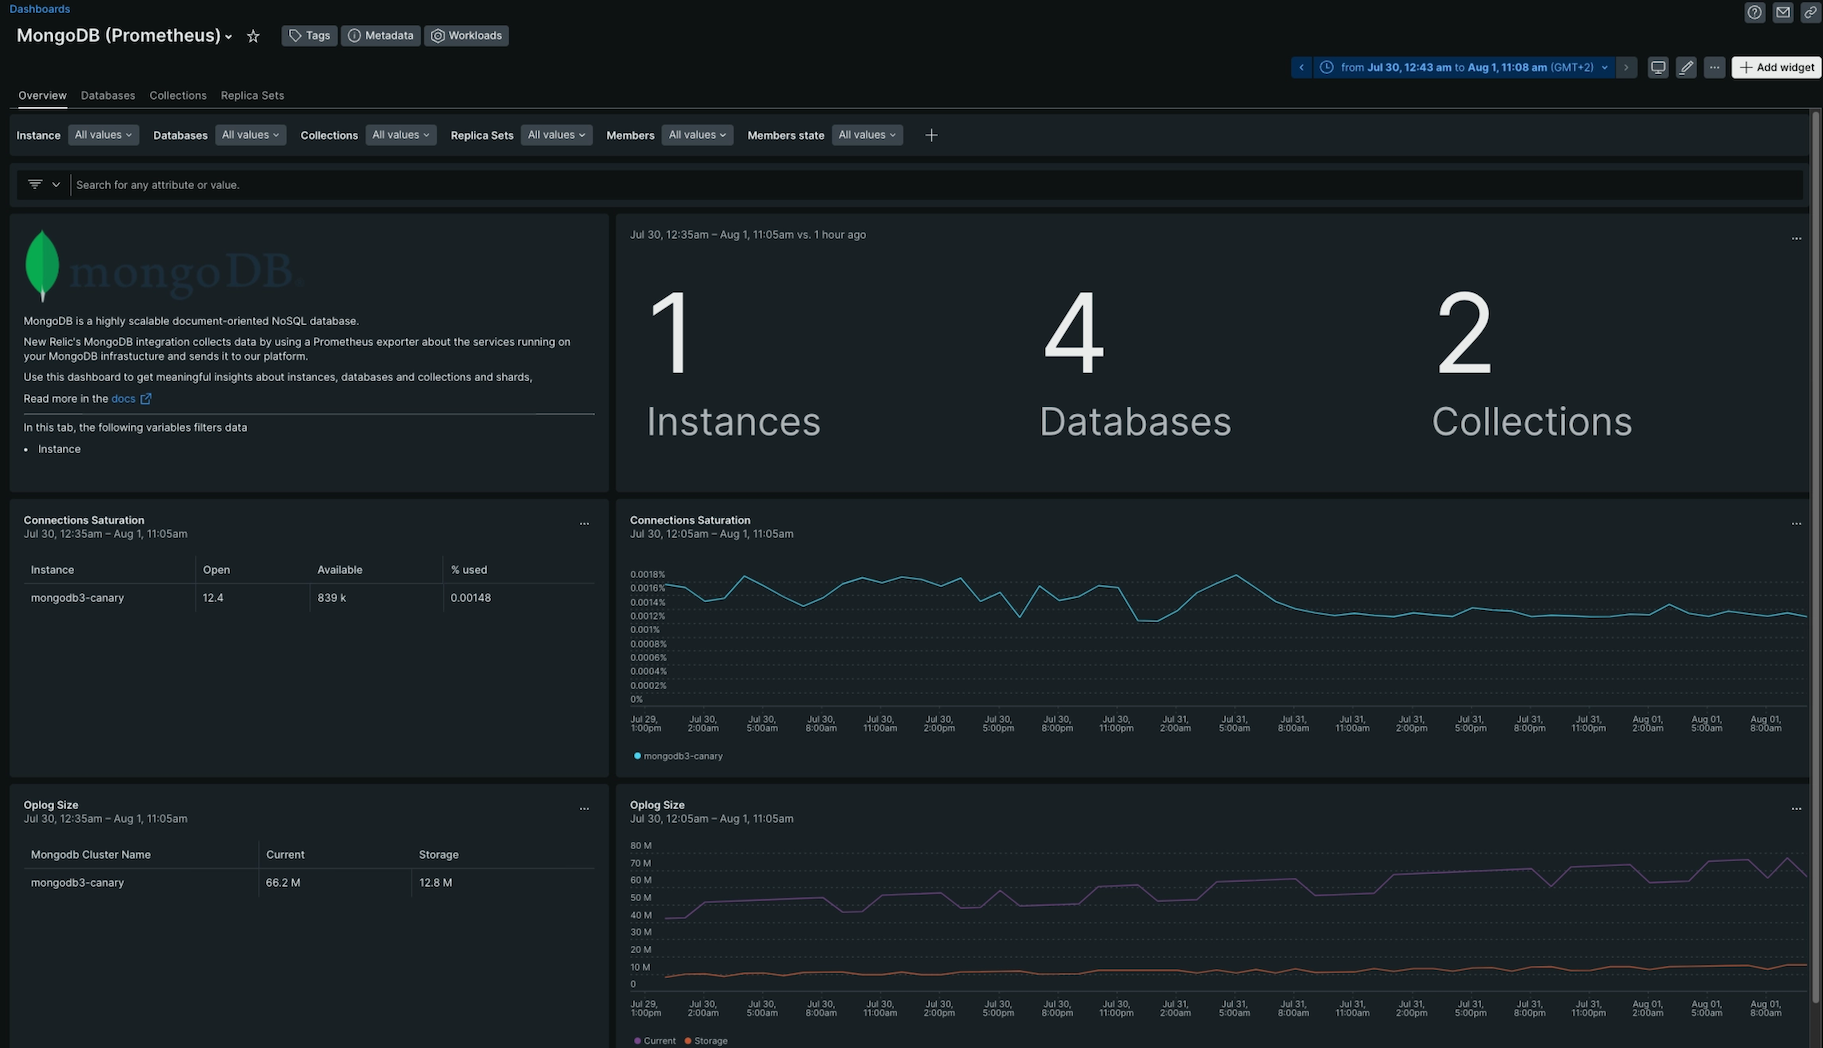 Dashboards
MongoDB (Prometheus)
Tags
Metadata
Workloads
from Jul 30, 12:43 am to Aug 1, 11:08 am (GMT+2)
Add widget
Overview
Databases
Collections
Replica Sets
Instance All values
Databases All values
Collections All values
Replica Sets All values
Members All values
Members state All values
Search for any attribute or value.
mongoDB.
MongoDB is a highly scalable document-oriented NoSQL database.
New Relic's MongoDB integration collects data by using a Prometheus exporter about the services running on
your MongoDB infrastucture and sends it to our platform.
Use this dashboard to get meaningful insights about instances, databases and collections and shards,
Read more in the docs
In this tab, the following variables filters data
• Instance
Jul 30, 12:35am – Aug 1, 11:05am vs. 1 hour ago
1
Instances
4
Databases
2
Collections
Connections Saturation
Jul 30, 12:35am – Aug 1, 11:05am
Instance Open Available % used
mongodb3-canary 12.4 839 k 0.00148
Connections Saturation
Jul 30, 12:05am – Aug 1, 11:05am
0.0018%
0.0016%
0.0014%
0.0012%
0.001%
0.0008%
0.0006%
0.0004%
0.0002%
0%
Jul 29, Jul 30, Jul 30, Jul 30, Jul 30, Jul 30, Jul 30, Jul 30, Jul 30, Jul 31, Jul 31, Jul 31, Jul 31, Jul 31, Jul 31, Jul 31, Jul 31, Aug 01, Aug 01, Aug 01,
1:00pm 2:00am 5:00am 8:00am 11:00am 2:00pm 5:00pm 8:00pm 11:00pm 2:00am 5:00am 8:00am 11:00am 2:00pm 5:00pm 8:00pm 11:00pm 2:00am 5:00am 8:00am
mongodb3-canary
Oplog Size
Jul 30, 12:35am – Aug 1, 11:05am
Mongodb Cluster Name Current Storage
mongodb3-canary 66.2 M 12.8 M
Oplog Size
Jul 30, 12:05am – Aug 1, 11:05am
80 M
70 M
60 M
50 M
40 M
30 M
20 M
10 M
0
Jul 29, Jul 30, Jul 30, Jul 30, Jul 30, Jul 30, Jul 30, Jul 30, Jul 30, Jul 31, Jul 31, Jul 31, Jul 31, Jul 31, Jul 31, Jul 31, Jul 31, Aug 01, Aug 01, Aug 01,
1:00pm 2:00am 5:00am 8:00am 11:00am 2:00pm 5:00pm 8:00pm 11:00pm 2:00am 5:00am 8:00am 11:00am 2:00pm 5:00pm 8:00pm 11:00pm 2:00am 5:00am 8:00am
Current Storage